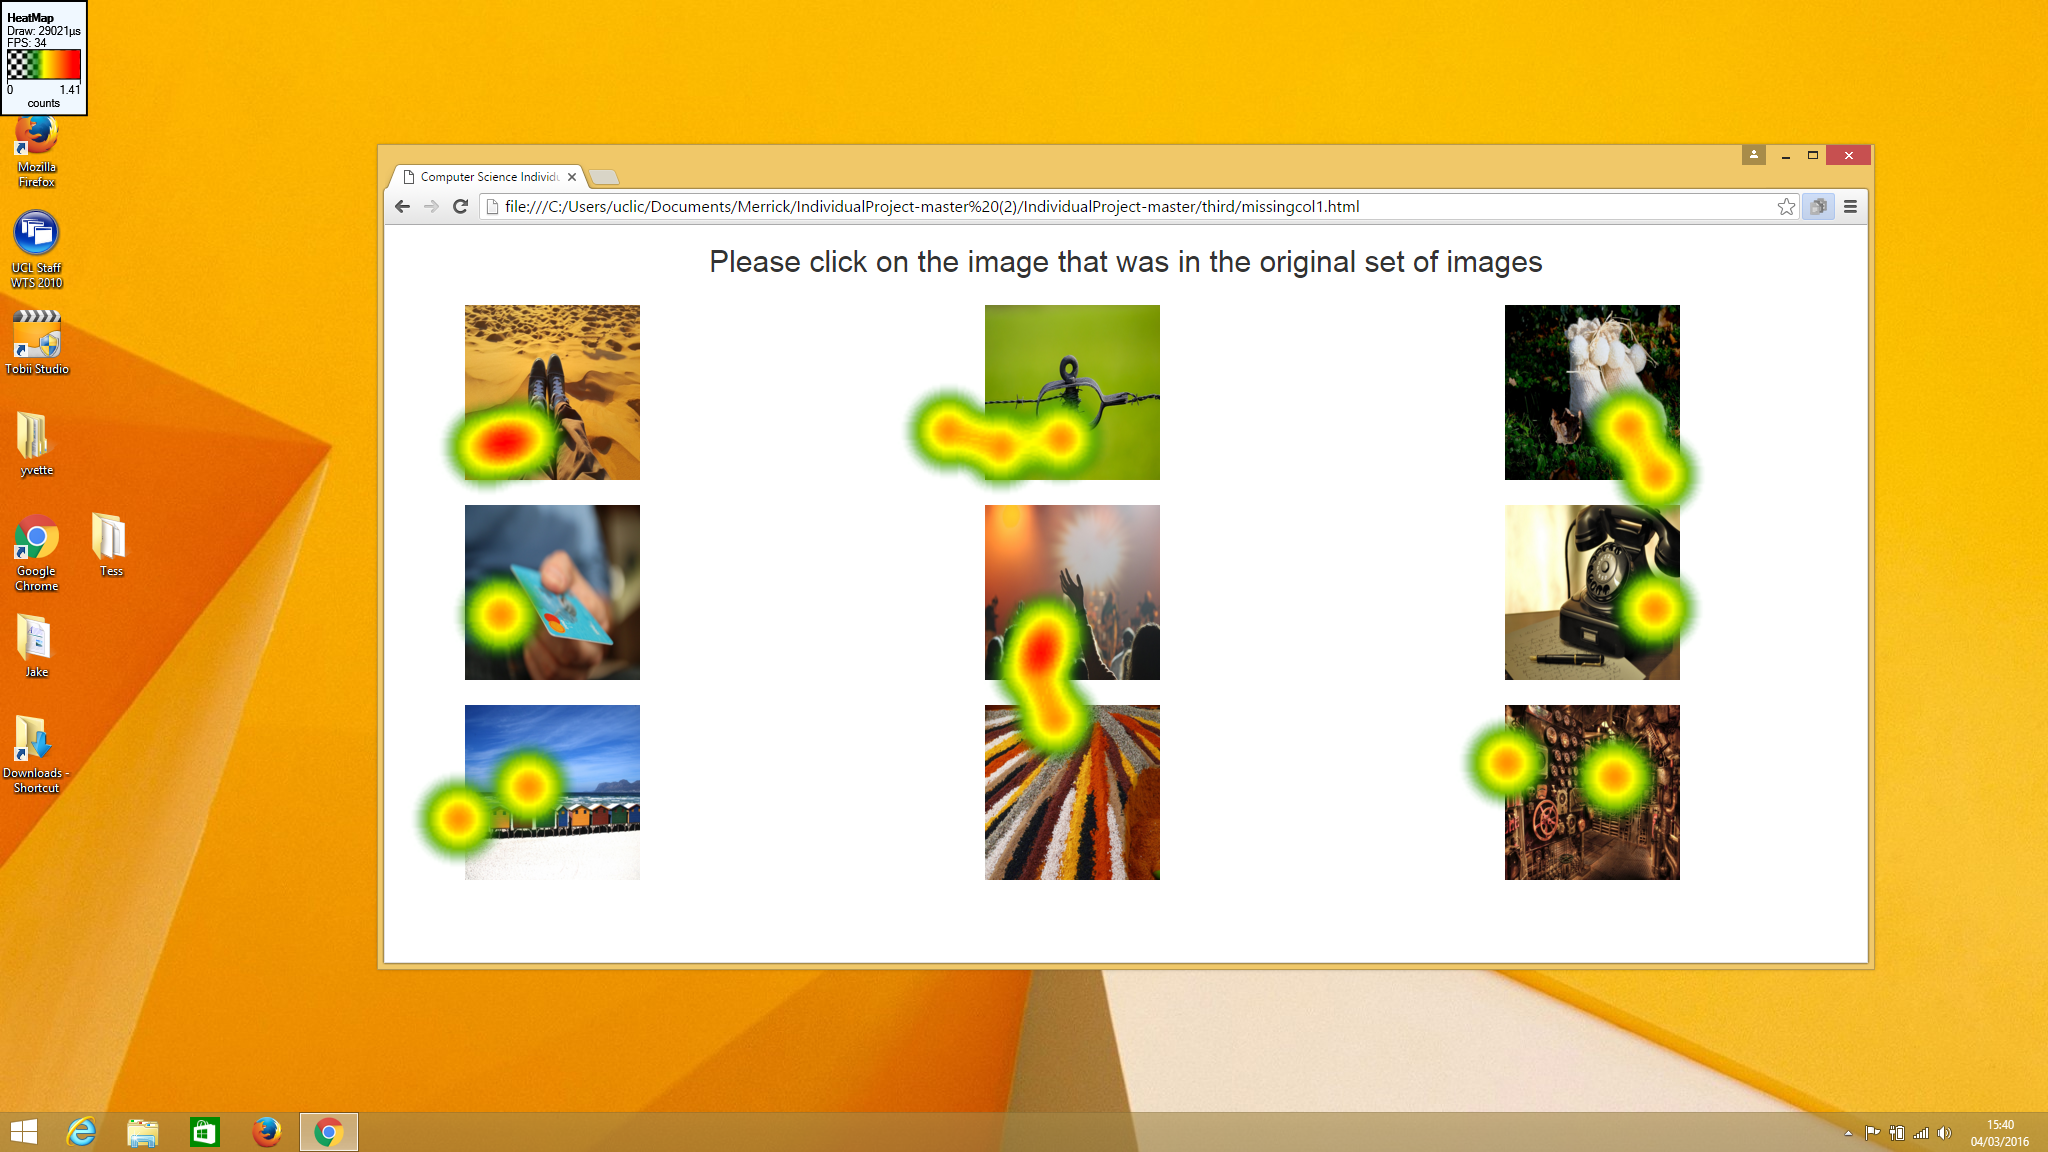 HeatMap
Draw: 29021µs
FPS: 34
0 1.41
counts
Mozilla
Firefox
UCL Staff
WTS 2010
Tobii Studio
yvette
Google
Chrome
Tess
Jake
Downloads -
Shortcut
Computer Science Individu
file:///C:/Users/uclic/Documents/Merrick/IndividualProject-master%20(2)/IndividualProject-master/third/missingcol1.html
Please click on the image that was in the original set of images
15:40
04/03/2016